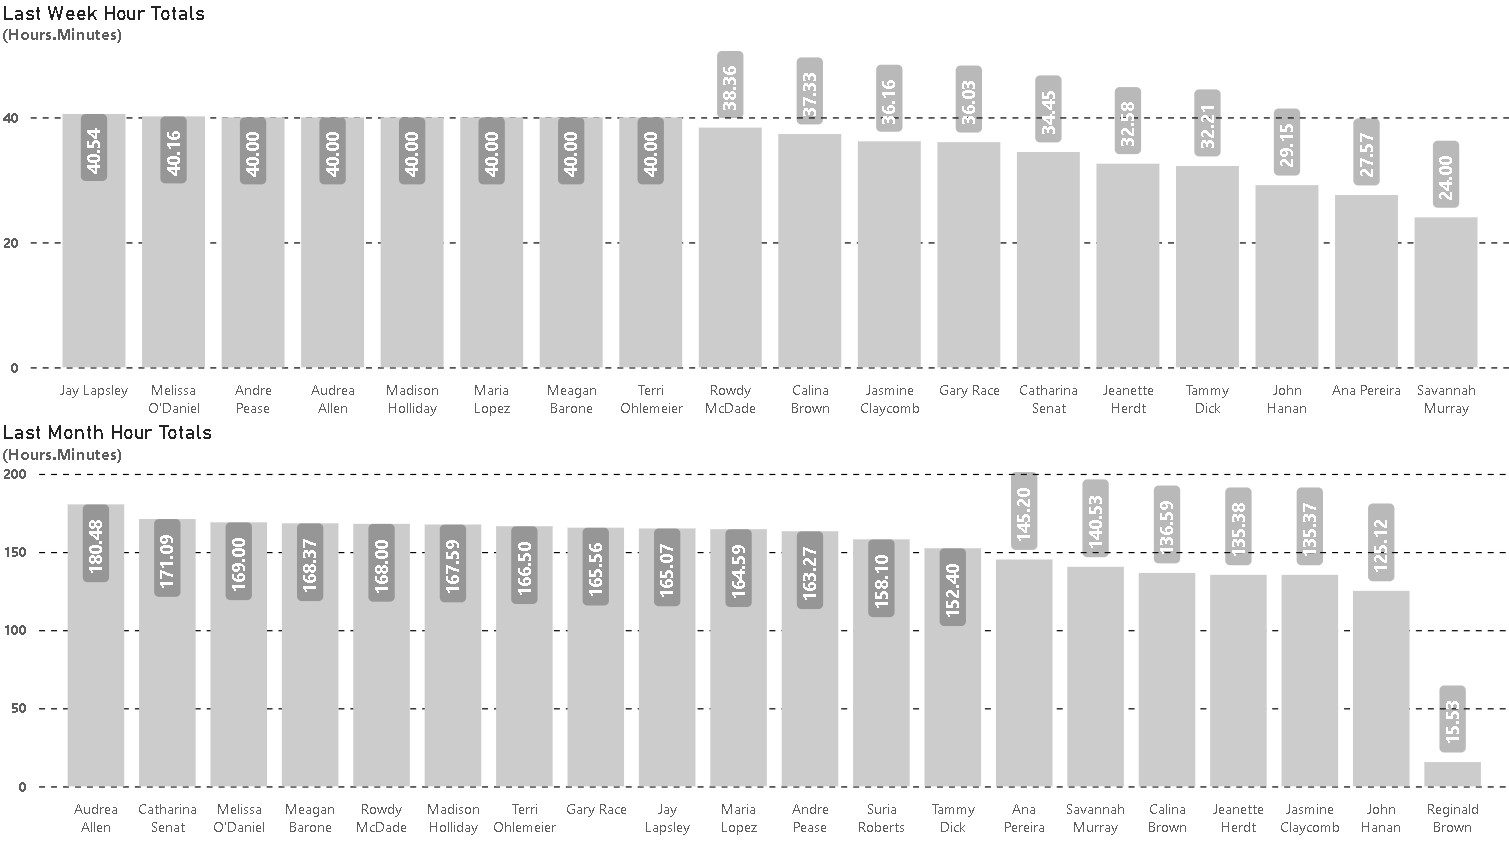 Last Week Hour Totals
(Hours.Minutes)
40
20
0
40.54
40.16
40.00
40.00
40.00
40.00
40.00
40.00
38.36
37.33
36.16
36.03
34.45
32.58
32.21
29.15
27.57
24.00
Jay Lapsley
Melissa
O'Daniel
Andre
Pease
Audrea
Allen
Madison
Holliday
Maria
Lopez
Meagan
Barone
Terri
Ohlemeier
Rowdy
McDade
Calina
Brown
Jasmine
Claycomb
Gary Race
Catharina
Senat
Jeanette
Herdt
Tammy
Dick
John
Hanan
Ana Pereira
Savannah
Murray
Last Month Hour Totals
(Hours.Minutes)
200
150
100
50
0
180.48
171.09
169.00
168.37
168.00
167.59
166.50
165.56
165.07
164.59
163.27
158.10
152.40
145.20
140.53
136.59
135.38
135.37
125.12
15.53
Audrea
Allen
Catharina
Senat
Melissa
O'Daniel
Meagan
Barone
Rowdy
McDade
Madison
Holliday
Terri
Ohlemeier
Gary Race
Jay
Lapsley
Maria
Lopez
Andre
Pease
Suria
Roberts
Tammy
Dick
Ana
Pereira
Savannah
Murray
Calina
Brown
Jeanette
Herdt
Jasmine
Claycomb
John
Hanan
Reginald
Brown